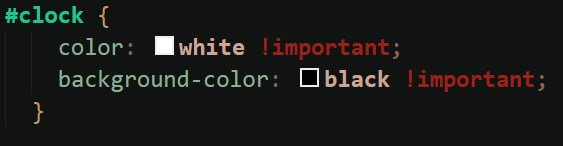 #clock {
color: white !important;
background-color: black !important;
}